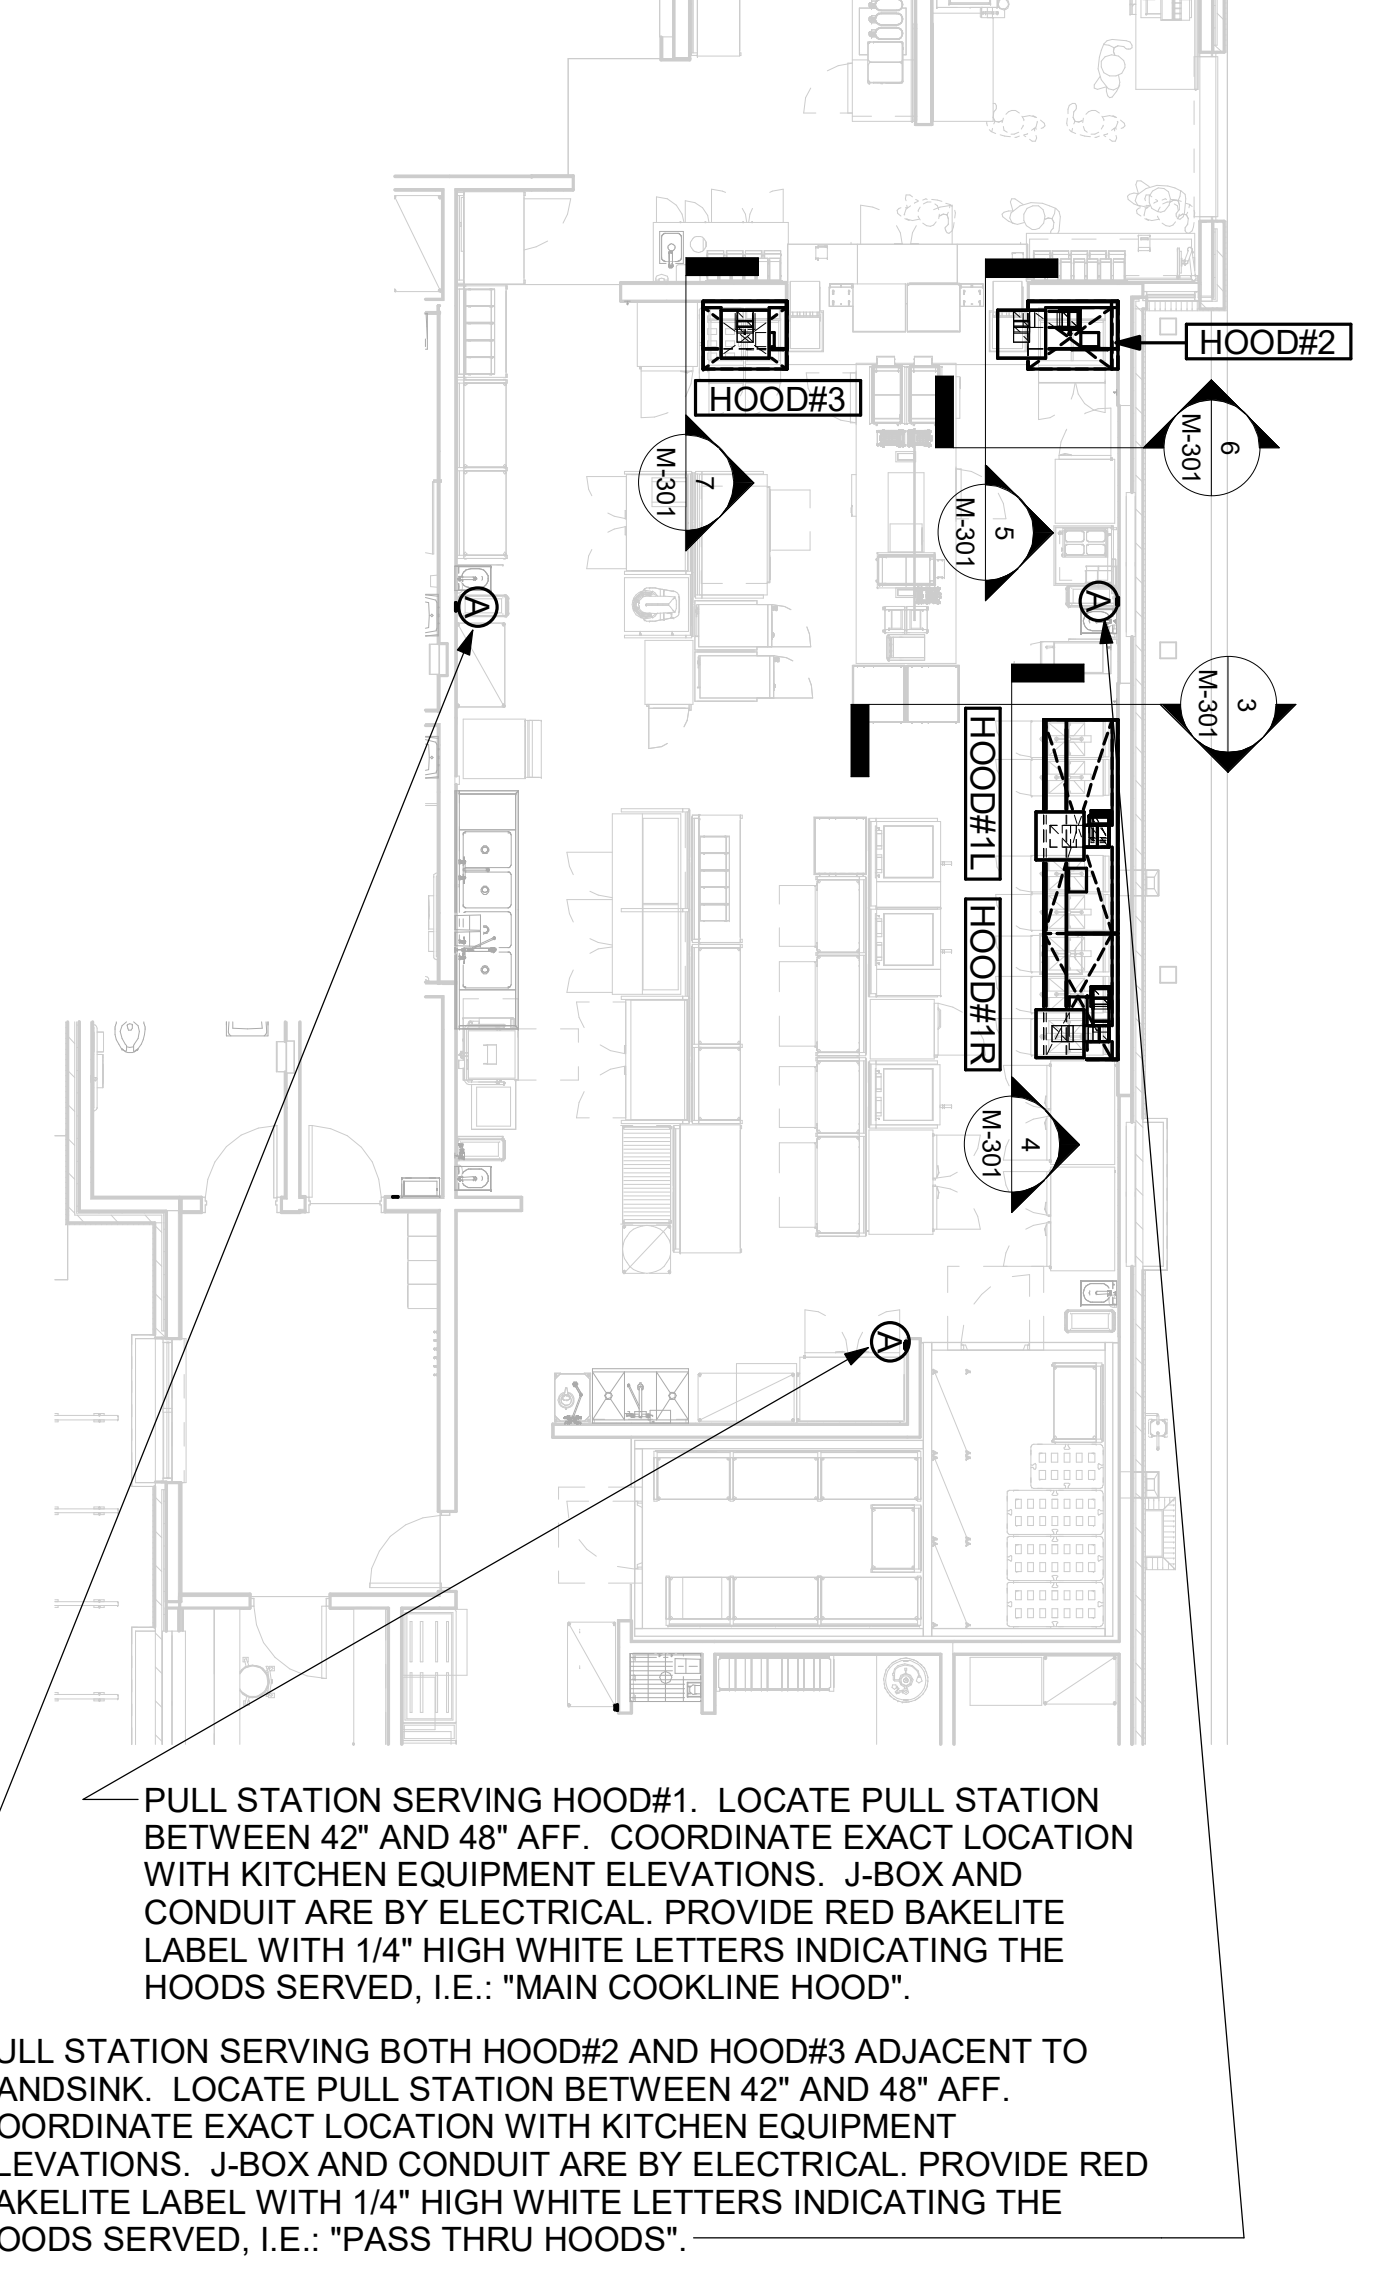 HOOD#2
HOOD#3
6
M-301
7
M-301
5
M-301
A
A
3
M-301
HOOD#1L
HOOD#1R
4
M-301
A
PULL STATION SERVING HOOD#1. LOCATE PULL STATION
BETWEEN 42" AND 48" AFF. COORDINATE EXACT LOCATION
WITH KITCHEN EQUIPMENT ELEVATIONS. J-BOX AND
CONDUIT ARE BY ELECTRICAL. PROVIDE RED BAKELITE
LABEL WITH 1/4" HIGH WHITE LETTERS INDICATING THE
HOODS SERVED, I.E.: "MAIN COOKLINE HOOD".
ULL STATION SERVING BOTH HOOD#2 AND HOOD#3 ADJACENT TO
ANDSINK. LOCATE PULL STATION BETWEEN 42" AND 48" AFF.
OORDINATE EXACT LOCATION WITH KITCHEN EQUIPMENT
LEVATIONS. J-BOX AND CONDUIT ARE BY ELECTRICAL. PROVIDE RED
AKELITE LABEL WITH 1/4" HIGH WHITE LETTERS INDICATING THE
OODS SERVED, I.E.: "PASS THRU HOODS".